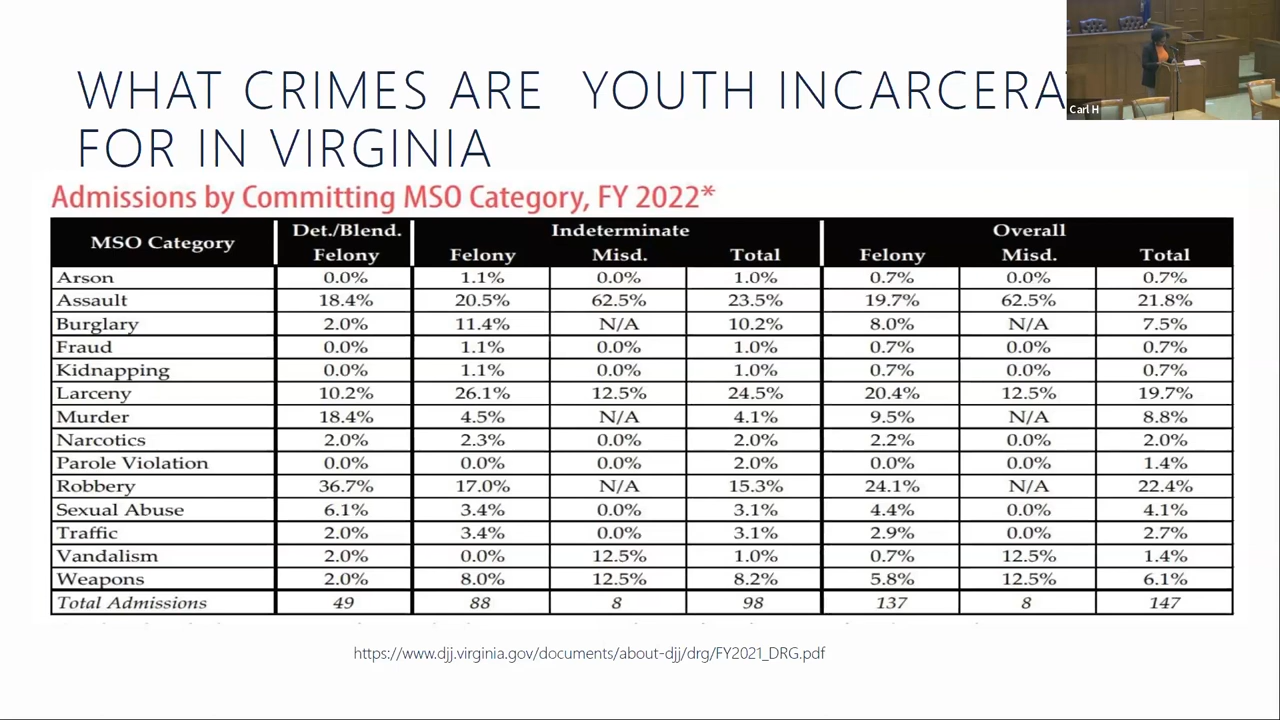 WHAT CRIMES ARE YOUTH INCARCERA
FOR IN VIRGINIA
Carl H
Admissions by Committing MSO Category, FY 2022*
MSO Category Det./Blend. Indeterminate Overall
Felony Felony Misd. Total Felony Misd. Total
Arson 0.0% 1.1% 0.0% 1.0% 0.7% 0.0% 0.7%
Assault 18.4% 20.5% 62.5% 23.5% 19.7% 62.5% 21.8%
Burglary 2.0% 11.4% N/A 10.2% 8.0% N/A 7.5%
Fraud 0.0% 1.1% 0.0% 1.0% 0.7% 0.0% 0.7%
Kidnapping 0.0% 1.1% 0.0% 1.0% 0.7% 0.0% 0.7%
Larceny 10.2% 26.1% 12.5% 24.5% 20.4% 12.5% 19.7%
Murder 18.4% 4.5% N/A 4.1% 9.5% N/A 8.8%
Narcotics 2.0% 2.3% 0.0% 2.0% 2.2% 0.0% 2.0%
Parole Violation 0.0% 0.0% 0.0% 2.0% 0.0% 0.0% 1.4%
Robbery 36.7% 17.0% N/A 15.3% 24.1% N/A 22.4%
Sexual Abuse 6.1% 3.4% 0.0% 3.1% 4.4% 0.0% 4.1%
Traffic 2.0% 3.4% 0.0% 3.1% 2.9% 0.0% 2.7%
Vandalism 2.0% 0.0% 12.5% 1.0% 0.7% 12.5% 1.4%
Weapons 2.0% 8.0% 12.5% 8.2% 5.8% 12.5% 6.1%
Total Admissions 49 88 8 98 137 8 147
https://www.djj.virginia.gov/documents/about-djj/drg/FY2021_DRG.pdf